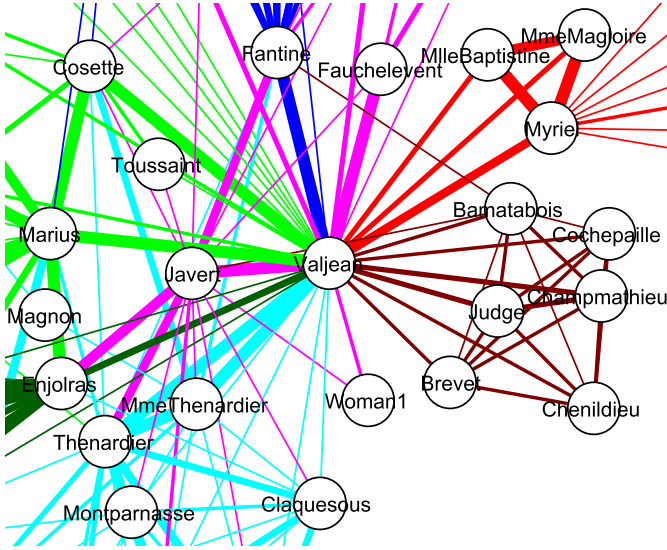 MmeMagloire
Fantine
MlleBaptistine
Cosette
Fauchelevent
Myriel
Toussaint
Bamatabois
Marius
Cochepaille
Valjean
Javert
Champmathieu
Judge
Magnon
Enjolras
Brevet
MmeThenardier
Woman1
Chenildieu
Thenardier
Claquesous
Montparnasse